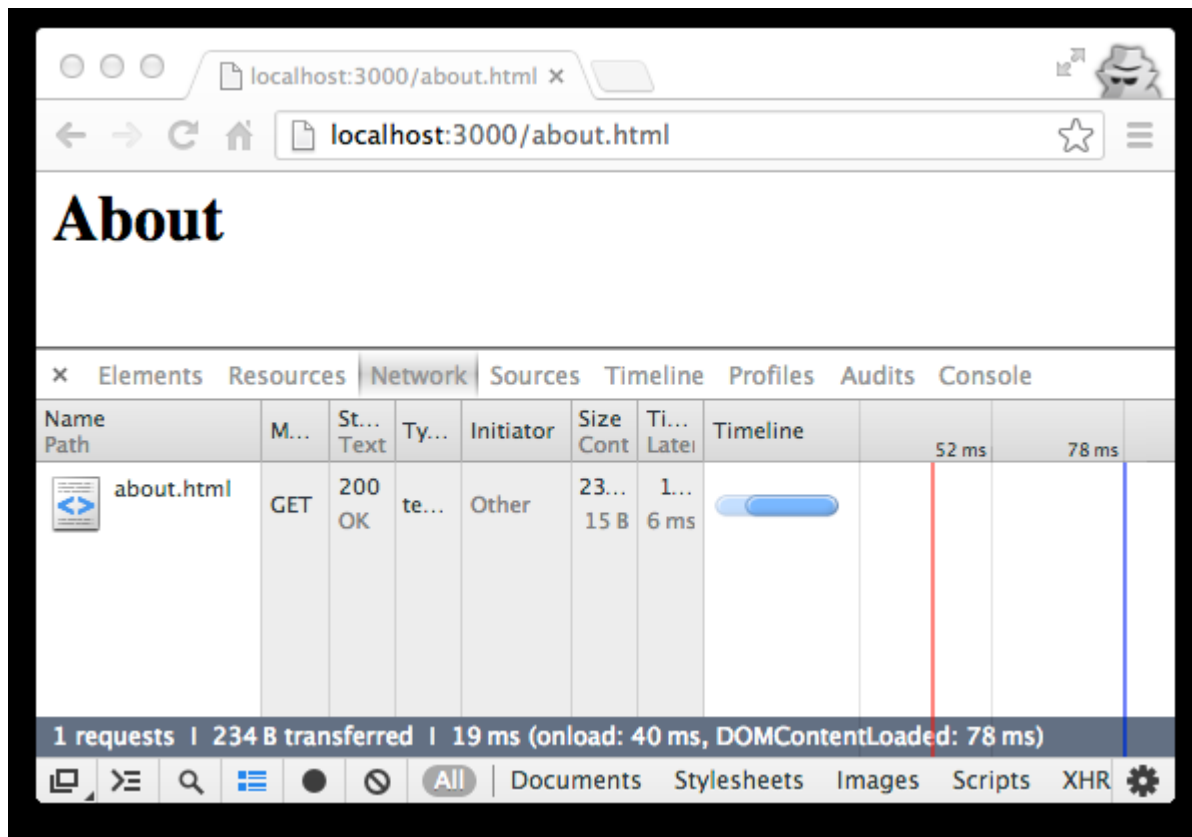 localhost:3000/about.html ×
localhost:3000/about.html
About
× Elements Resources Network Sources Timeline Profiles Audits Console
Name M... St... Ty... Initiator Size Ti... Timeline
Path Text Cont Later 52 ms 78 ms
about.html GET 200 te... Other 23... 1...
OK 15 B 6 ms
1 requests | 234 B transferred | 19 ms (onload: 40 ms, DOMContentLoaded: 78 ms)
All Documents Stylesheets Images Scripts XHR